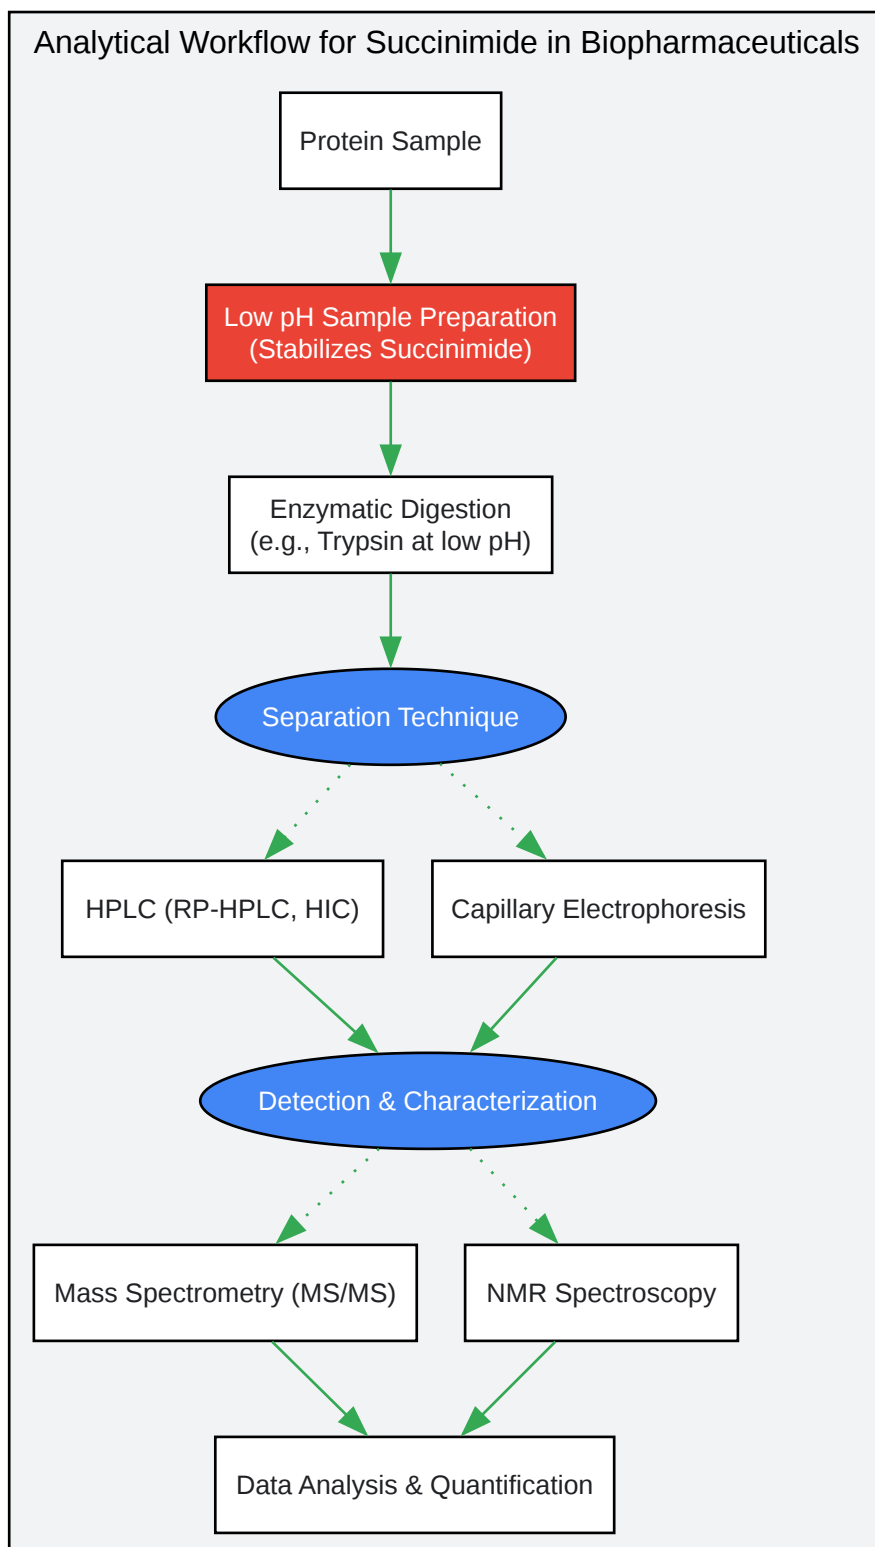 Analytical Workflow for Succinimide in Biopharmaceuticals
Protein Sample
Low pH Sample Preparation
(Stabilizes Succinimide)
Enzymatic Digestion
(e.g., Trypsin at low pH)
Separation Technique
HPLC (RP-HPLC, HIC)
Capillary Electrophoresis
Detection & Characterization
Mass Spectrometry (MS/MS)
NMR Spectroscopy
Data Analysis & Quantification